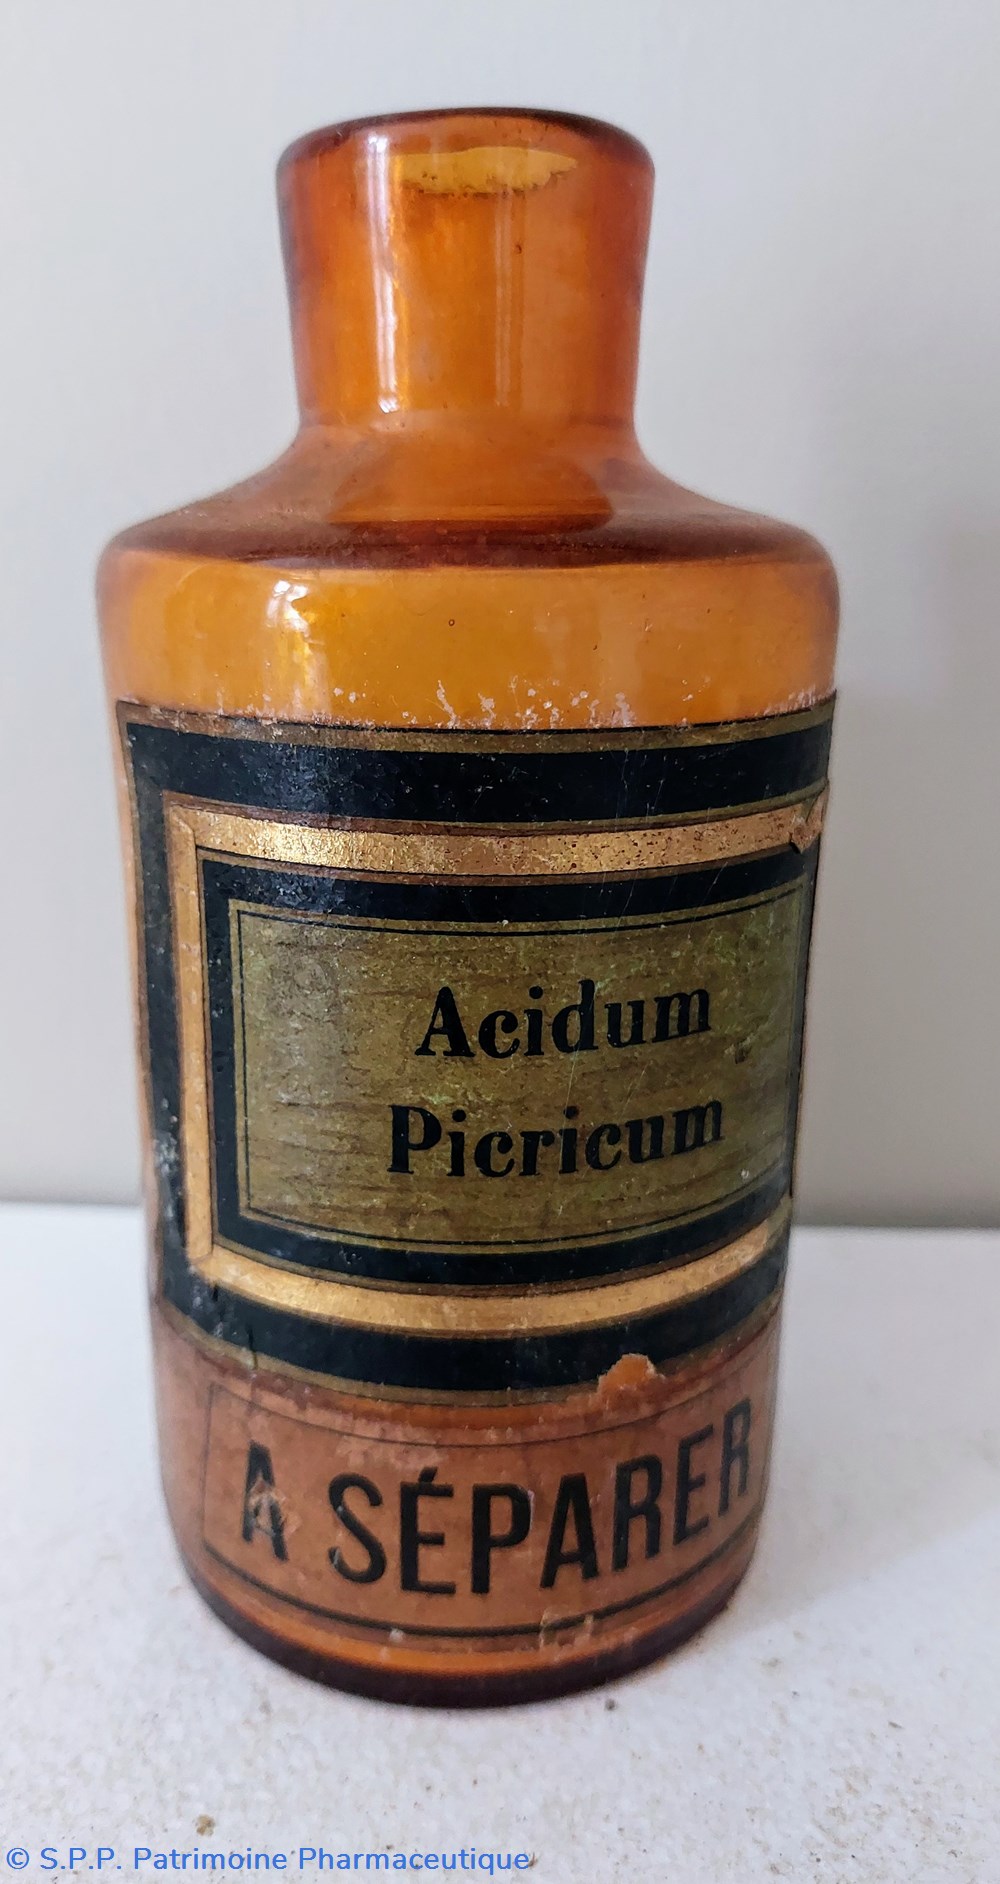 Acidum
Picricum
A SÉPARER
© S.P.P. Patrimoine Pharmaceutique